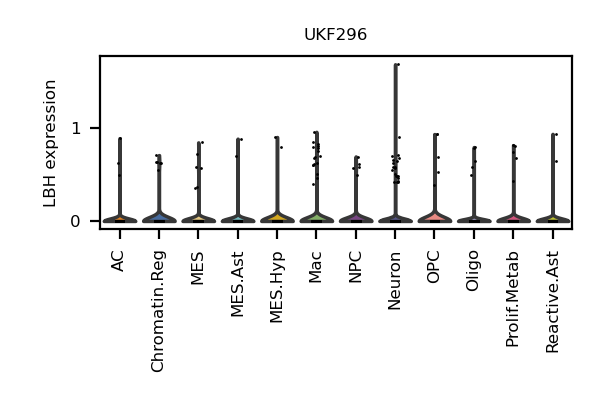 UKF296
LBH expression
1
0
AC
Chromatin.Reg
MES
MES.Ast
MES.Hyp
Mac
NPC
Neuron
OPC
Oligo
Prolif.Metab
Reactive.Ast